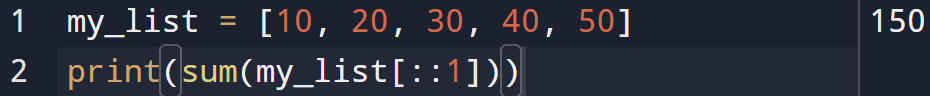 1 my_list = [10, 20, 30, 40, 50] 150
2 print(sum(my_list[::1]))